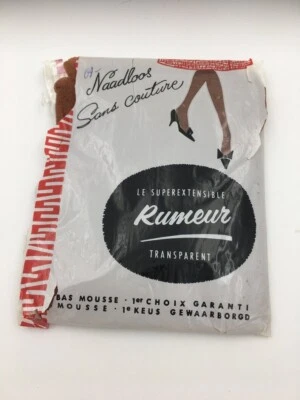 Naadloos
Sans couture
LE SUPEREXTENSIBLE
Rumeur
TRANSPARENT
BAS MOUSSE · 1er CHOIX GARANTI
MOUSSE · 1e KEUS GEWAARBORGD